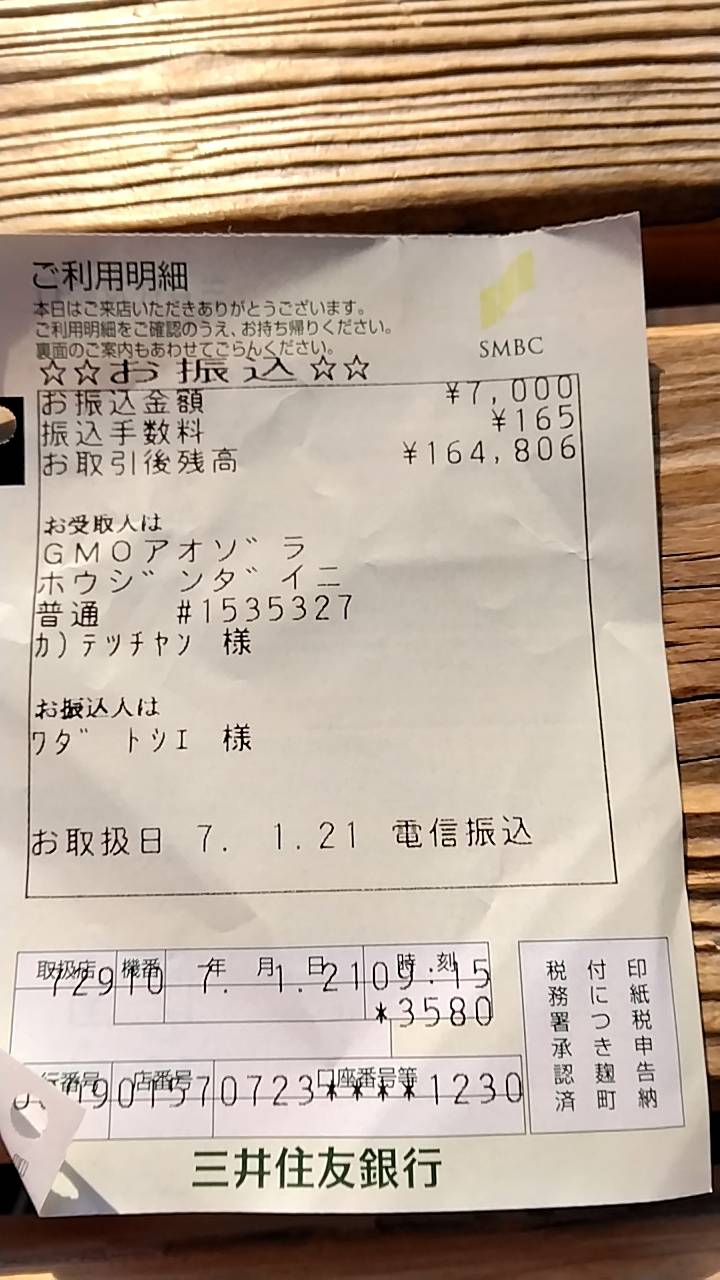 ご利用明細
本日はご来店いただきありがとうございます。
ご利用明細をご確認のうえ、お持ち帰りください。
裏面のご案内もあわせてごらんください。
SMBC
☆☆お振込☆☆
お振込金額 ¥7,000
振込手数料 ¥165
お取引後残高 ¥164,806
お受取人は
GMOアオゾ゛ラ
ホウジ゛ンダ゛イニ
普通 #1535327
カ)テツチヤン 様
お振込人は
ワダ゛ トシエ 様
お取扱日 7. 1.21 電信振込
取扱店 機番 年 月 日 時 刻
72910 7. 1.21 09:15
*3580
行番号 店番号 口座番号等
901570723****1230
印紙税申告納
付につき麹町
税務署承認済
三井住友銀行